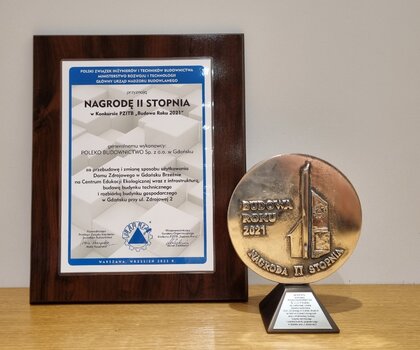 POLSKI ZWIĄZEK INŻYNIERÓW I TECHNIKÓW BUDOWNICTWA
MINISTERSTWO ROZWOJU I TECHNOLOGII
GŁÓWNY URZĄD NADZORU BUDOWLANEGO
przyznają
NAGRODĘ II STOPNIA
w Konkursie PZITB „Budowa Roku 2021"
generalnemu wykonawcy:
POLEKO BUDOWNICTWO Sp. z o.o. w Gdańsku
za przebudowę i zmianę sposobu użytkowania
Domu Zdrojowego w Gdańsku Brzeźnie
na Centrum Edukacji Ekologicznej wraz z infrastrukturą,
budowę budynku technicznego
i rozbiórkę budynku gospodarczego
w Gdańsku przy ul. Zdrojowej 2
WARSZAWA, WRZESIEŃ 2022 R.
BUDOWA
ROKU
2021
NAGRODA II STOPNIA